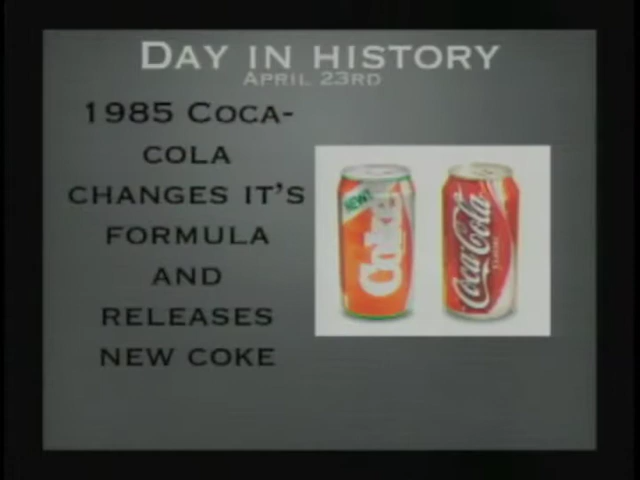 DAY IN HISTORY
APRIL 23RD
1985 COCA-
COLA
CHANGES IT'S
FORMULA
AND
RELEASES
NEW COKE
NEW!
Coke
Coca-Cola
CLASSIC